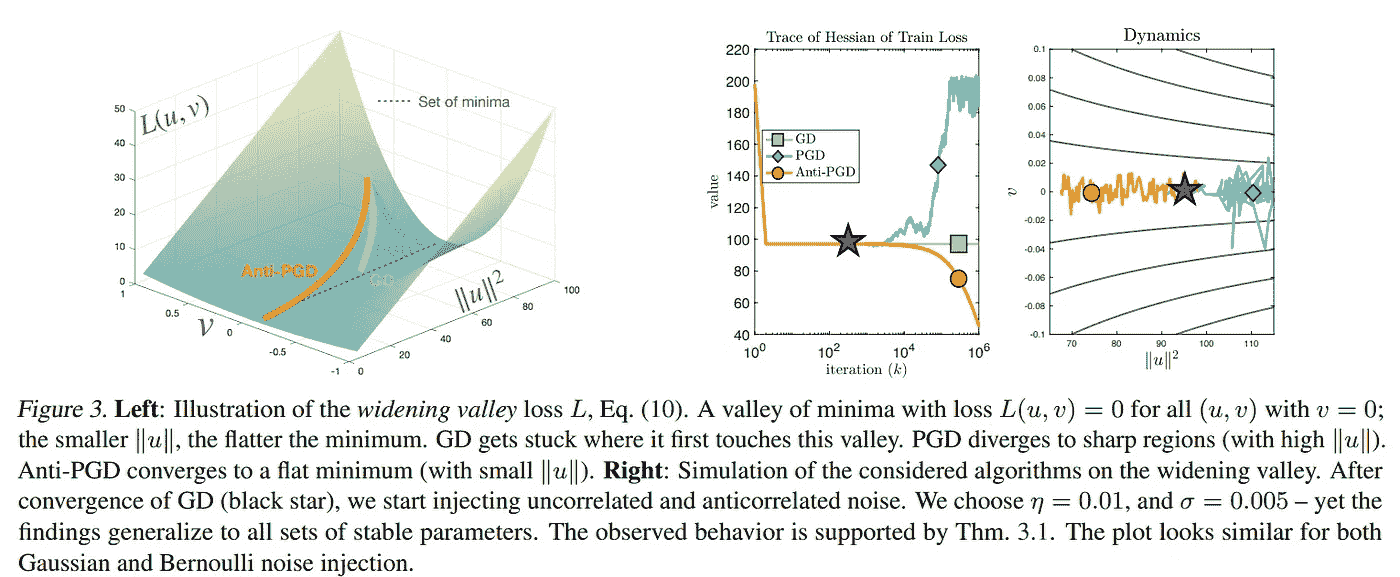 L(u, v)
Set of minima
50
40
30
20
10
0
1
0.5
0
-0.5
-1
v
Anti-PGD
GD
‖u‖²
0
20
40
60
80
100
Trace of Hessian of Train Loss
220
200
180
160
140
120
100
80
60
40
value
GD
PGD
Anti-PGD
10⁰
10²
10⁴
10⁶
iteration (k)
Dynamics
0.1
0.08
0.06
0.04
0.02
0
-0.02
-0.04
-0.06
-0.08
-0.1
v
70
80
90
100
110
‖u‖²
Figure 3. Left: Illustration of the widening valley loss L, Eq. (10). A valley of minima with loss L(u, v) = 0 for all (u, v) with v = 0;
the smaller ‖u‖, the flatter the minimum. GD gets stuck where it first touches this valley. PGD diverges to sharp regions (with high ‖u‖).
Anti-PGD converges to a flat minimum (with small ‖u‖). Right: Simulation of the considered algorithms on the widening valley. After
convergence of GD (black star), we start injecting uncorrelated and anticorrelated noise. We choose η = 0.01, and σ = 0.005 – yet the
findings generalize to all sets of stable parameters. The observed behavior is supported by Thm. 3.1. The plot looks similar for both
Gaussian and Bernoulli noise injection.